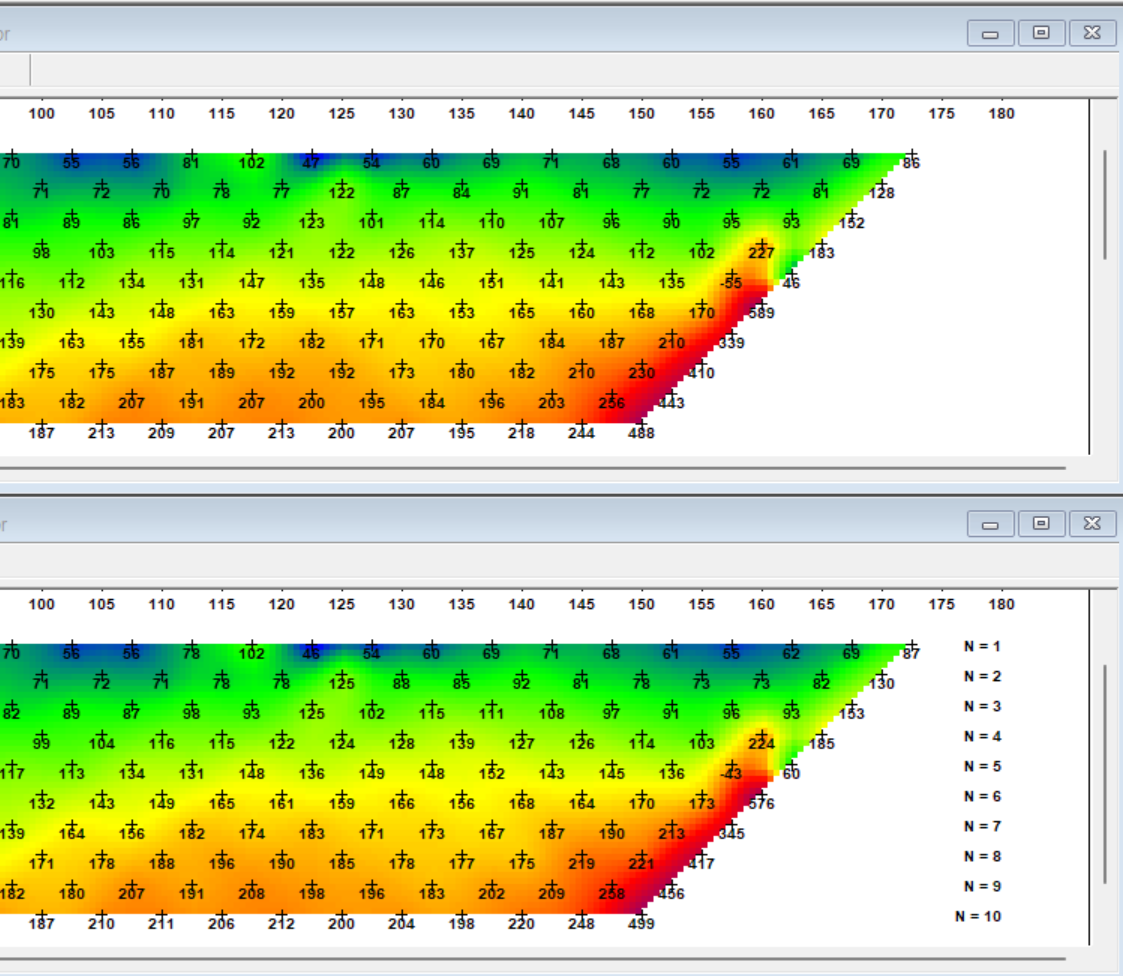 or
100 105 110 115 120 125 130 135 140 145 150 155 160 165 170 175 180
70 55 56 81 102 47 54 60 69 71 68 60 55 61 69 86
71 72 70 78 77 122 87 84 91 81 77 72 72 81 128
81 89 86 97 92 123 101 114 110 107 96 90 95 93 152
98 103 115 114 121 122 126 137 125 124 112 102 227 183
116 112 134 131 147 135 148 146 151 141 143 135 -55 46
130 143 148 163 159 157 163 153 165 160 168 170 589
139 163 155 181 172 182 171 170 167 184 187 210 339
175 175 187 189 192 192 173 180 182 210 230 410
183 182 207 191 207 200 195 184 196 203 256 443
187 213 209 207 213 200 207 195 218 244 488
or
100 105 110 115 120 125 130 135 140 145 150 155 160 165 170 175 180
70 56 56 78 102 46 54 60 69 71 68 61 55 62 69 87 N = 1
71 72 71 78 78 125 88 85 92 81 78 73 73 82 130 N = 2
82 89 87 98 93 125 102 115 111 108 97 91 96 93 153 N = 3
99 104 116 115 122 124 128 139 127 126 114 103 224 185 N = 4
117 113 134 131 148 136 149 148 152 143 145 136 -43 60 N = 5
132 143 149 165 161 159 166 156 168 164 170 173 576 N = 6
139 164 156 182 174 183 171 173 167 187 190 213 345 N = 7
171 178 188 196 190 185 178 177 175 219 221 417 N = 8
182 180 207 191 208 198 196 183 202 209 258 456 N = 9
187 210 211 206 212 200 204 198 220 248 499 N = 10